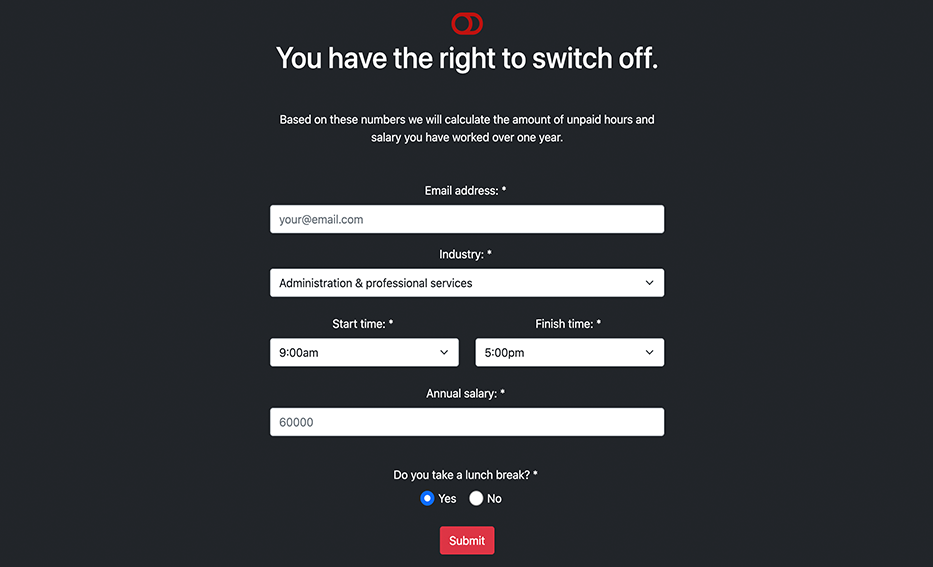 You have the right to switch off.
Based on these numbers we will calculate the amount of unpaid hours and
salary you have worked over one year.
Email address: *
your@email.com
Industry: *
Administration & professional services
Start time: *
Finish time: *
9:00am
5:00pm
Annual salary: *
60000
Do you take a lunch break? *
Yes
No
Submit